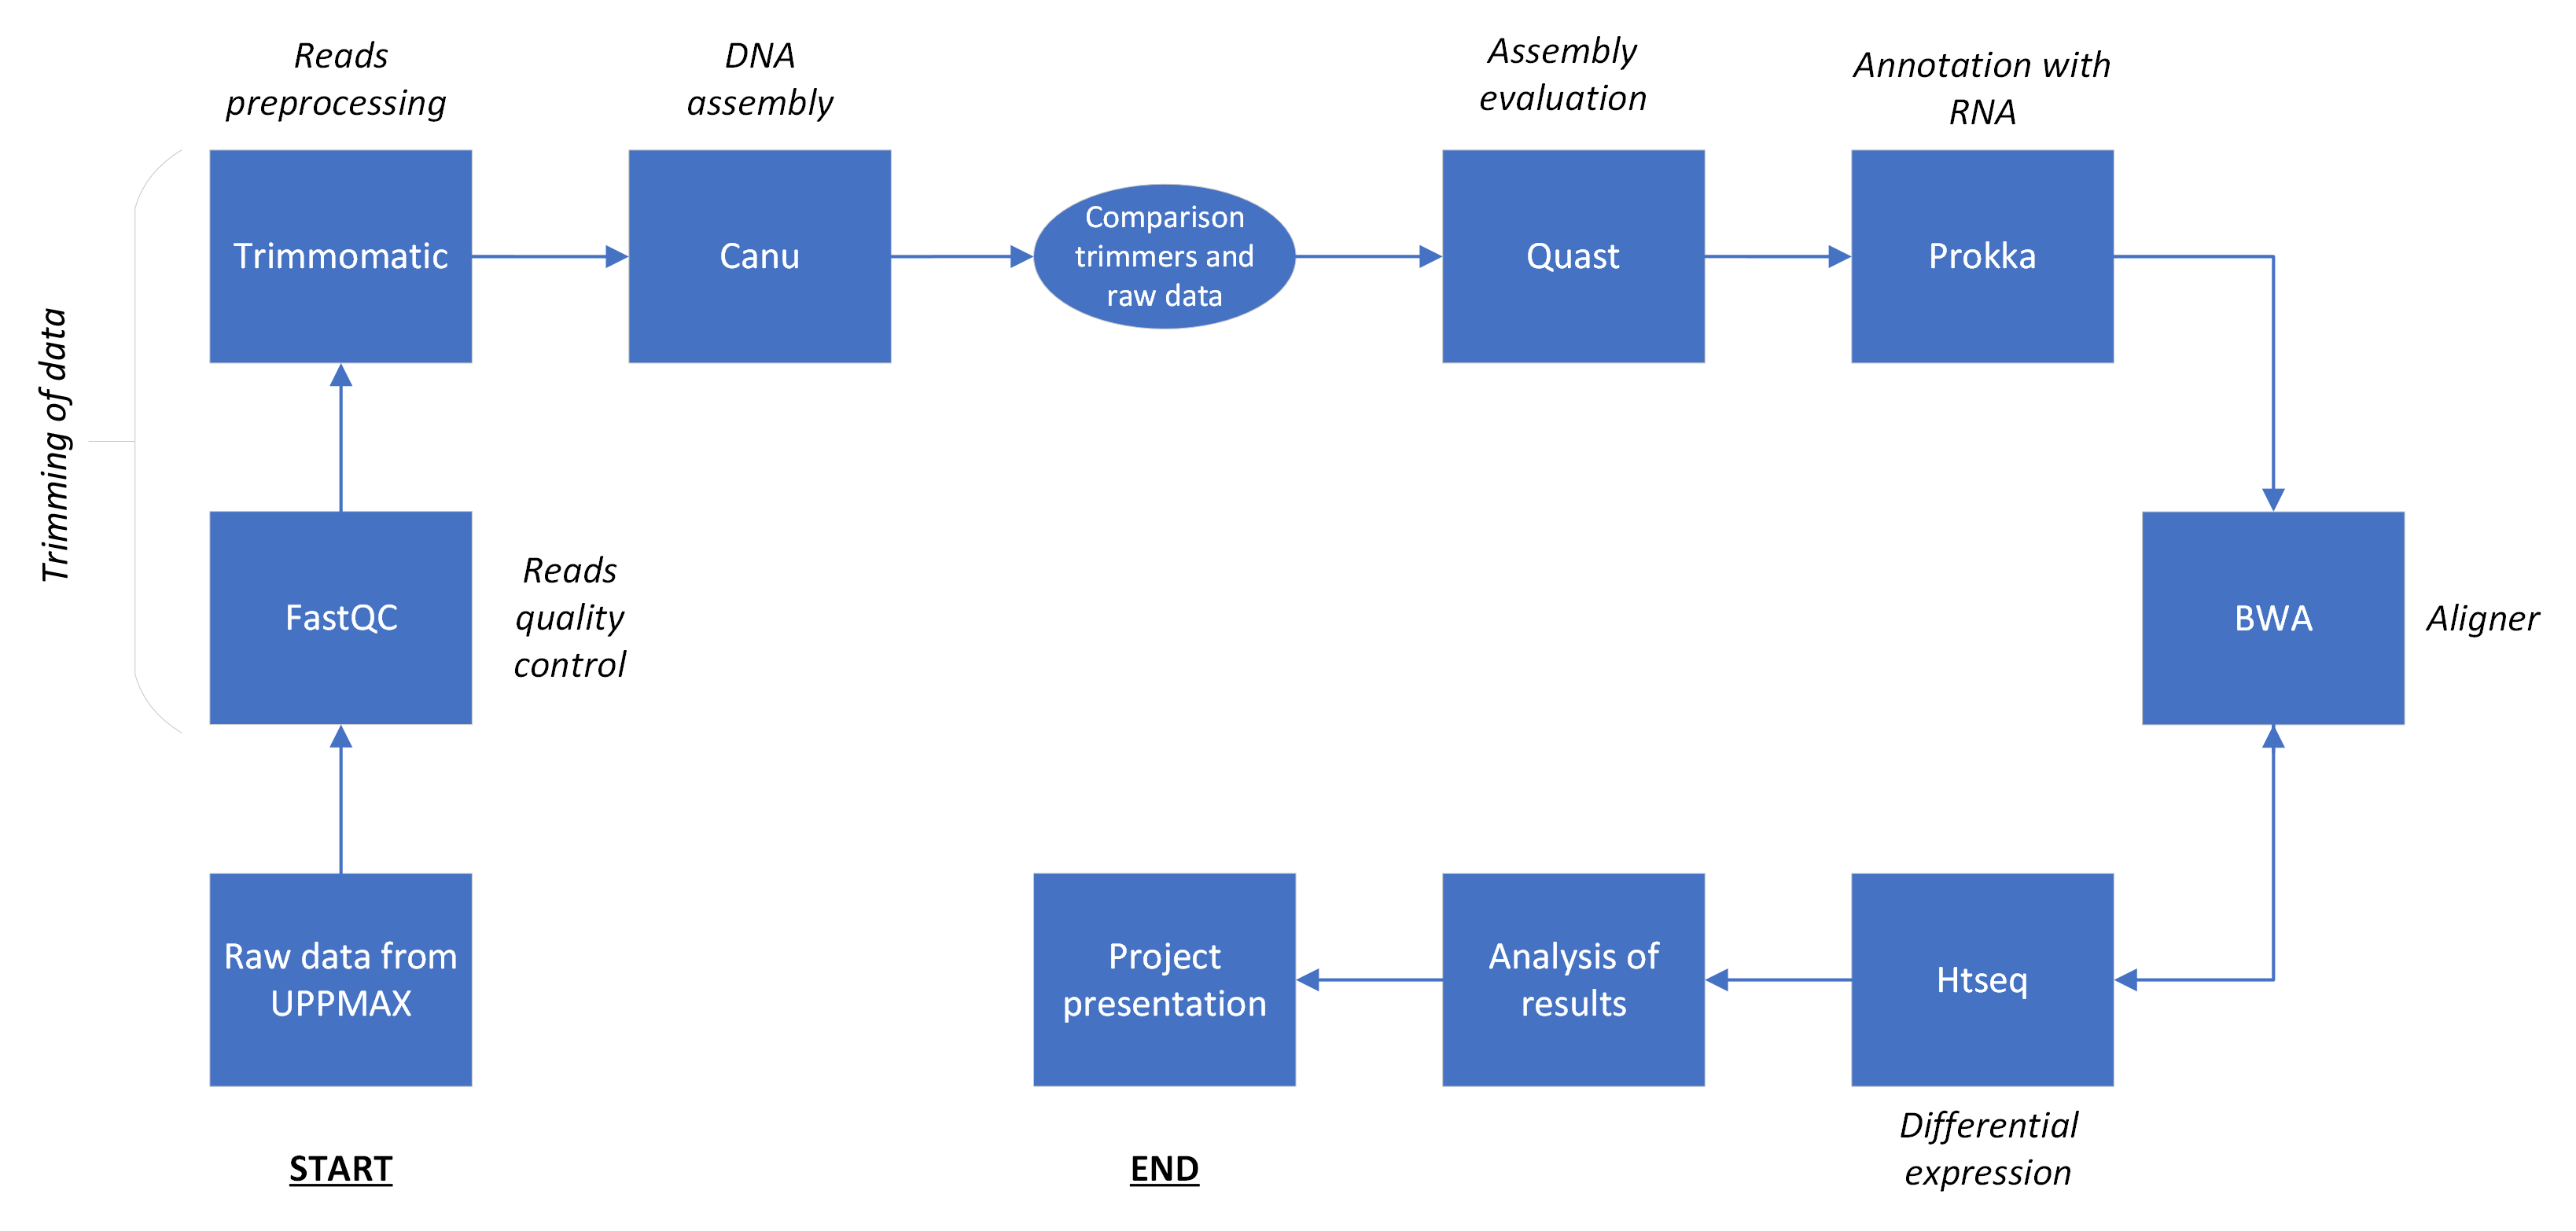 Reads
preprocessing
DNA
assembly
Assembly
evaluation
Annotation with
RNA
Trimming of data
Trimmomatic
Canu
Comparison
trimmers and
raw data
Quast
Prokka
FastQC
Reads
quality
control
BWA
Aligner
Raw data from
UPPMAX
Project
presentation
Analysis of
results
Htseq
START
END
Differential
expression